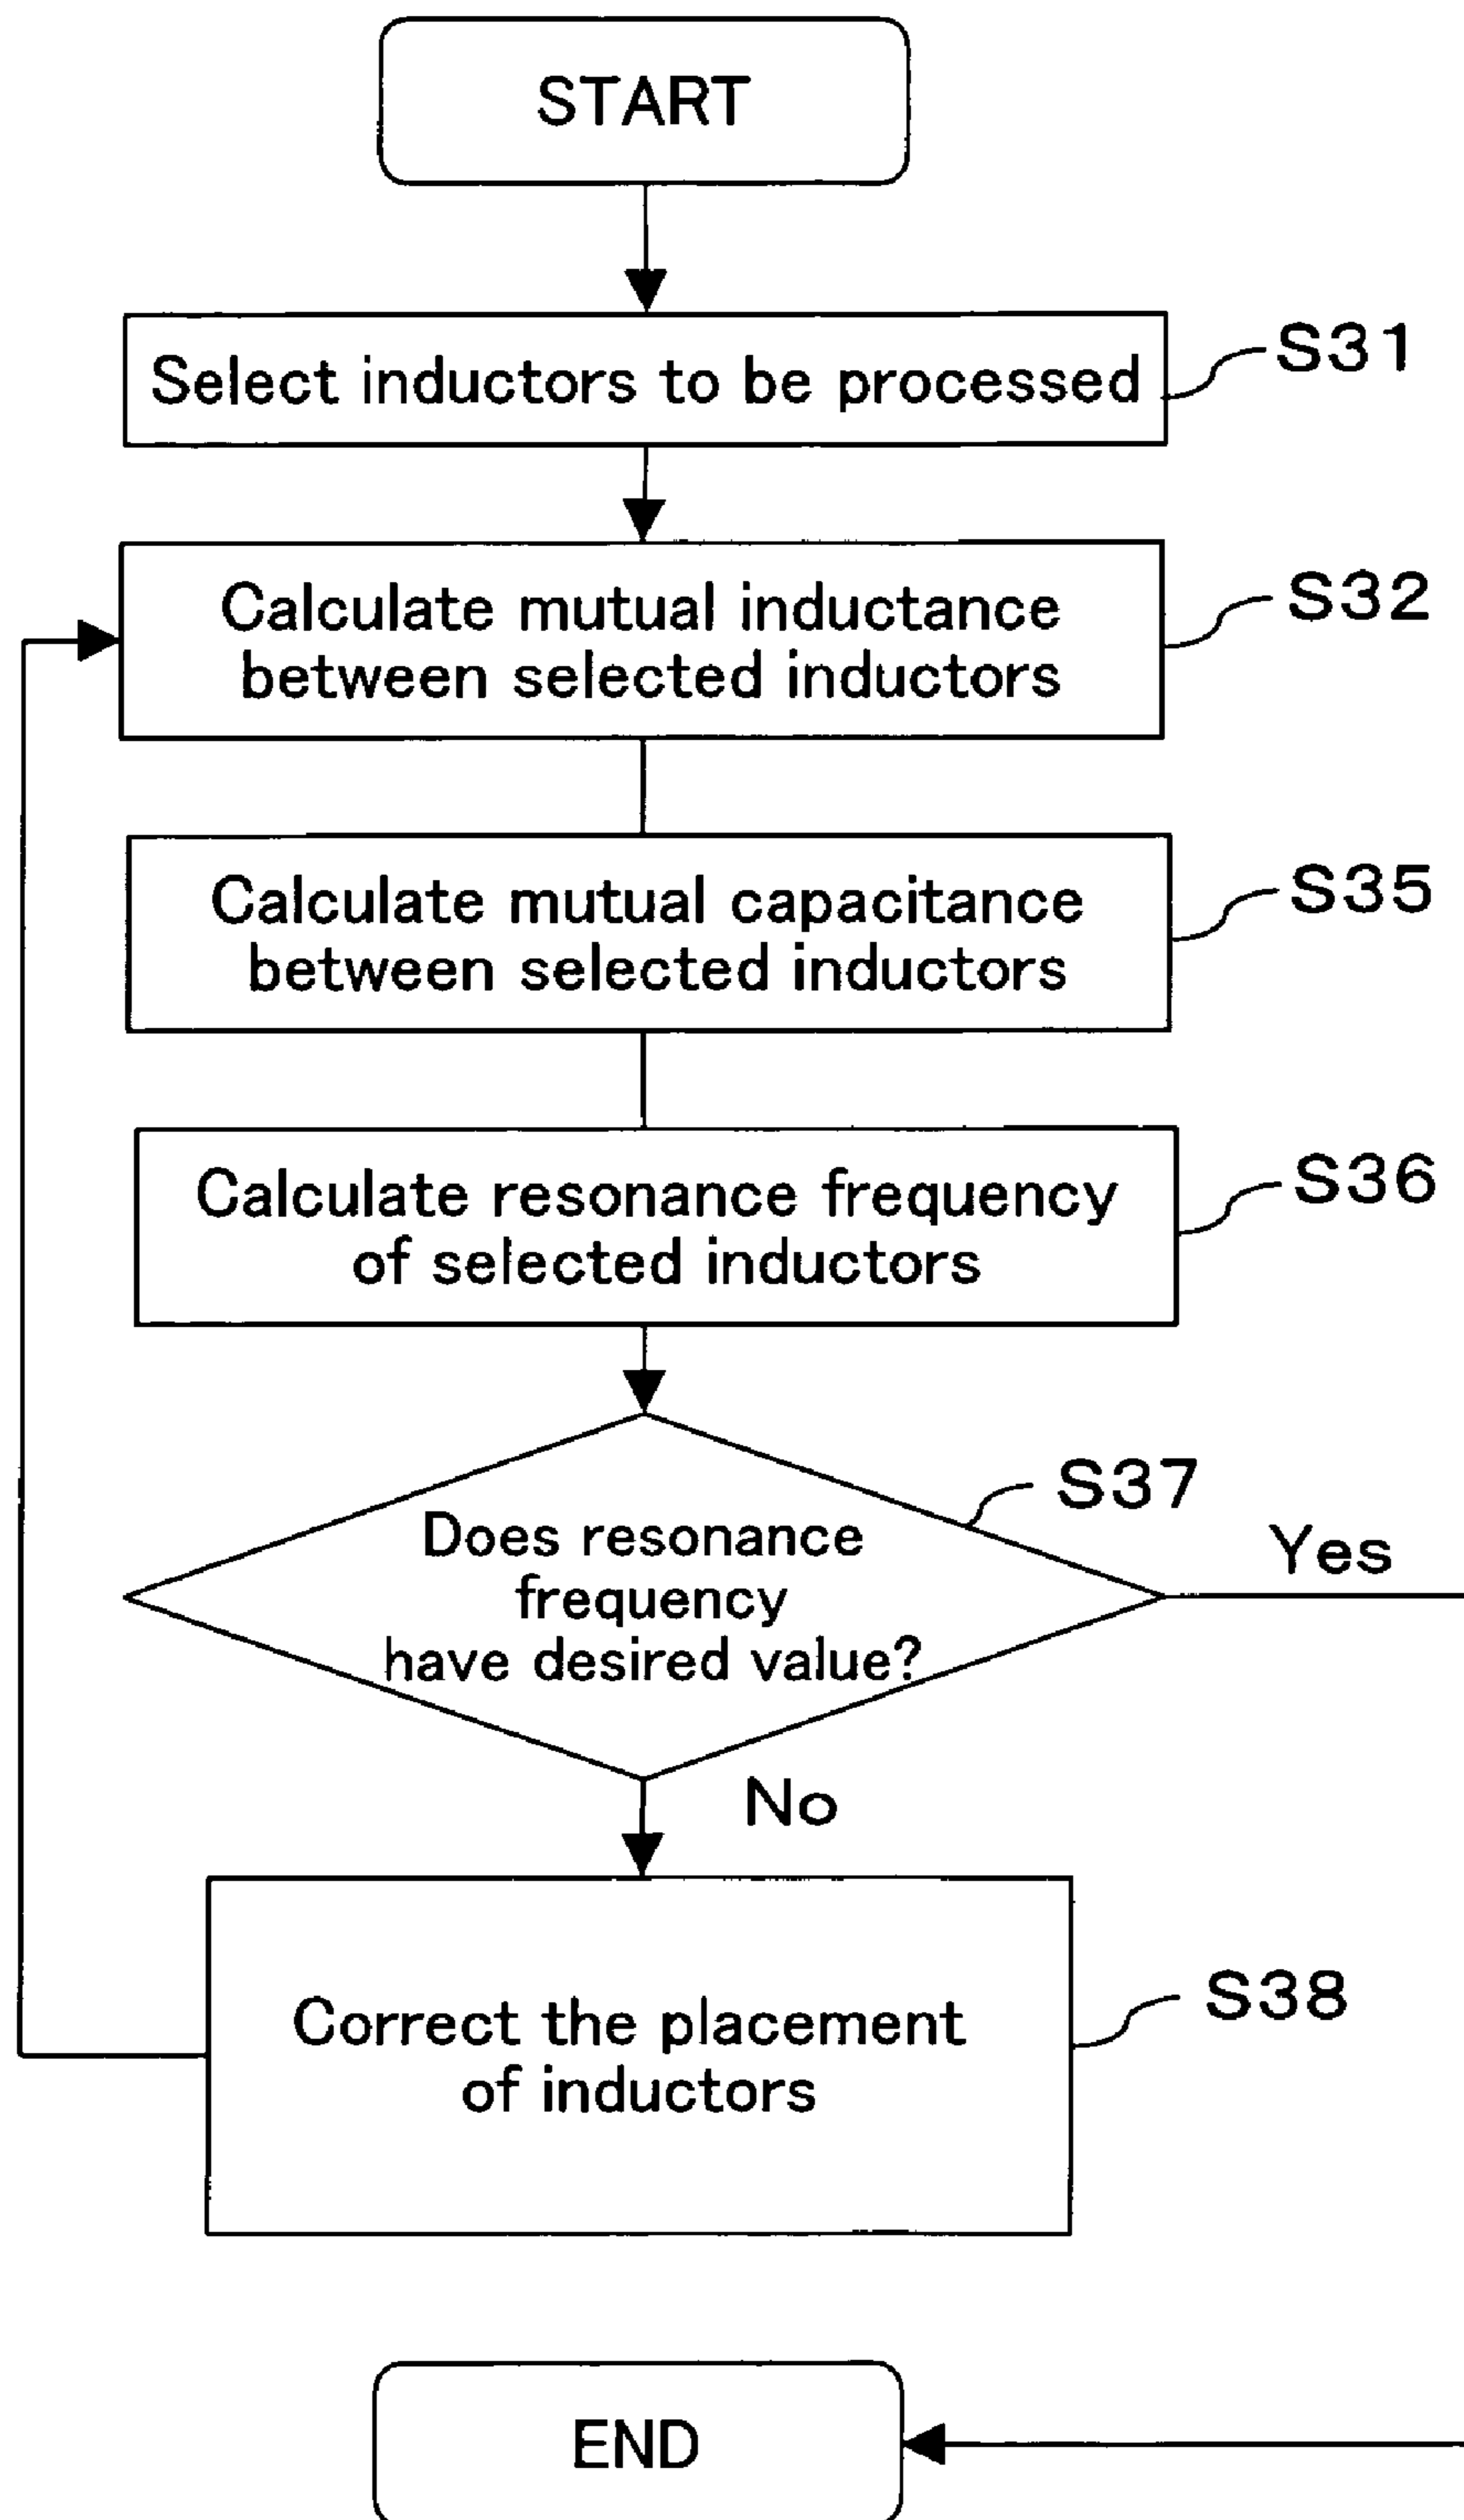 START
Select inductors to be processed
S31
Calculate mutual inductance
between selected inductors
S32
Calculate mutual capacitance
between selected inductors
S35
Calculate resonance frequency
of selected inductors
S36
Does resonance
frequency
have desired value?
S37
Yes
No
Correct the placement
of inductors
S38
END